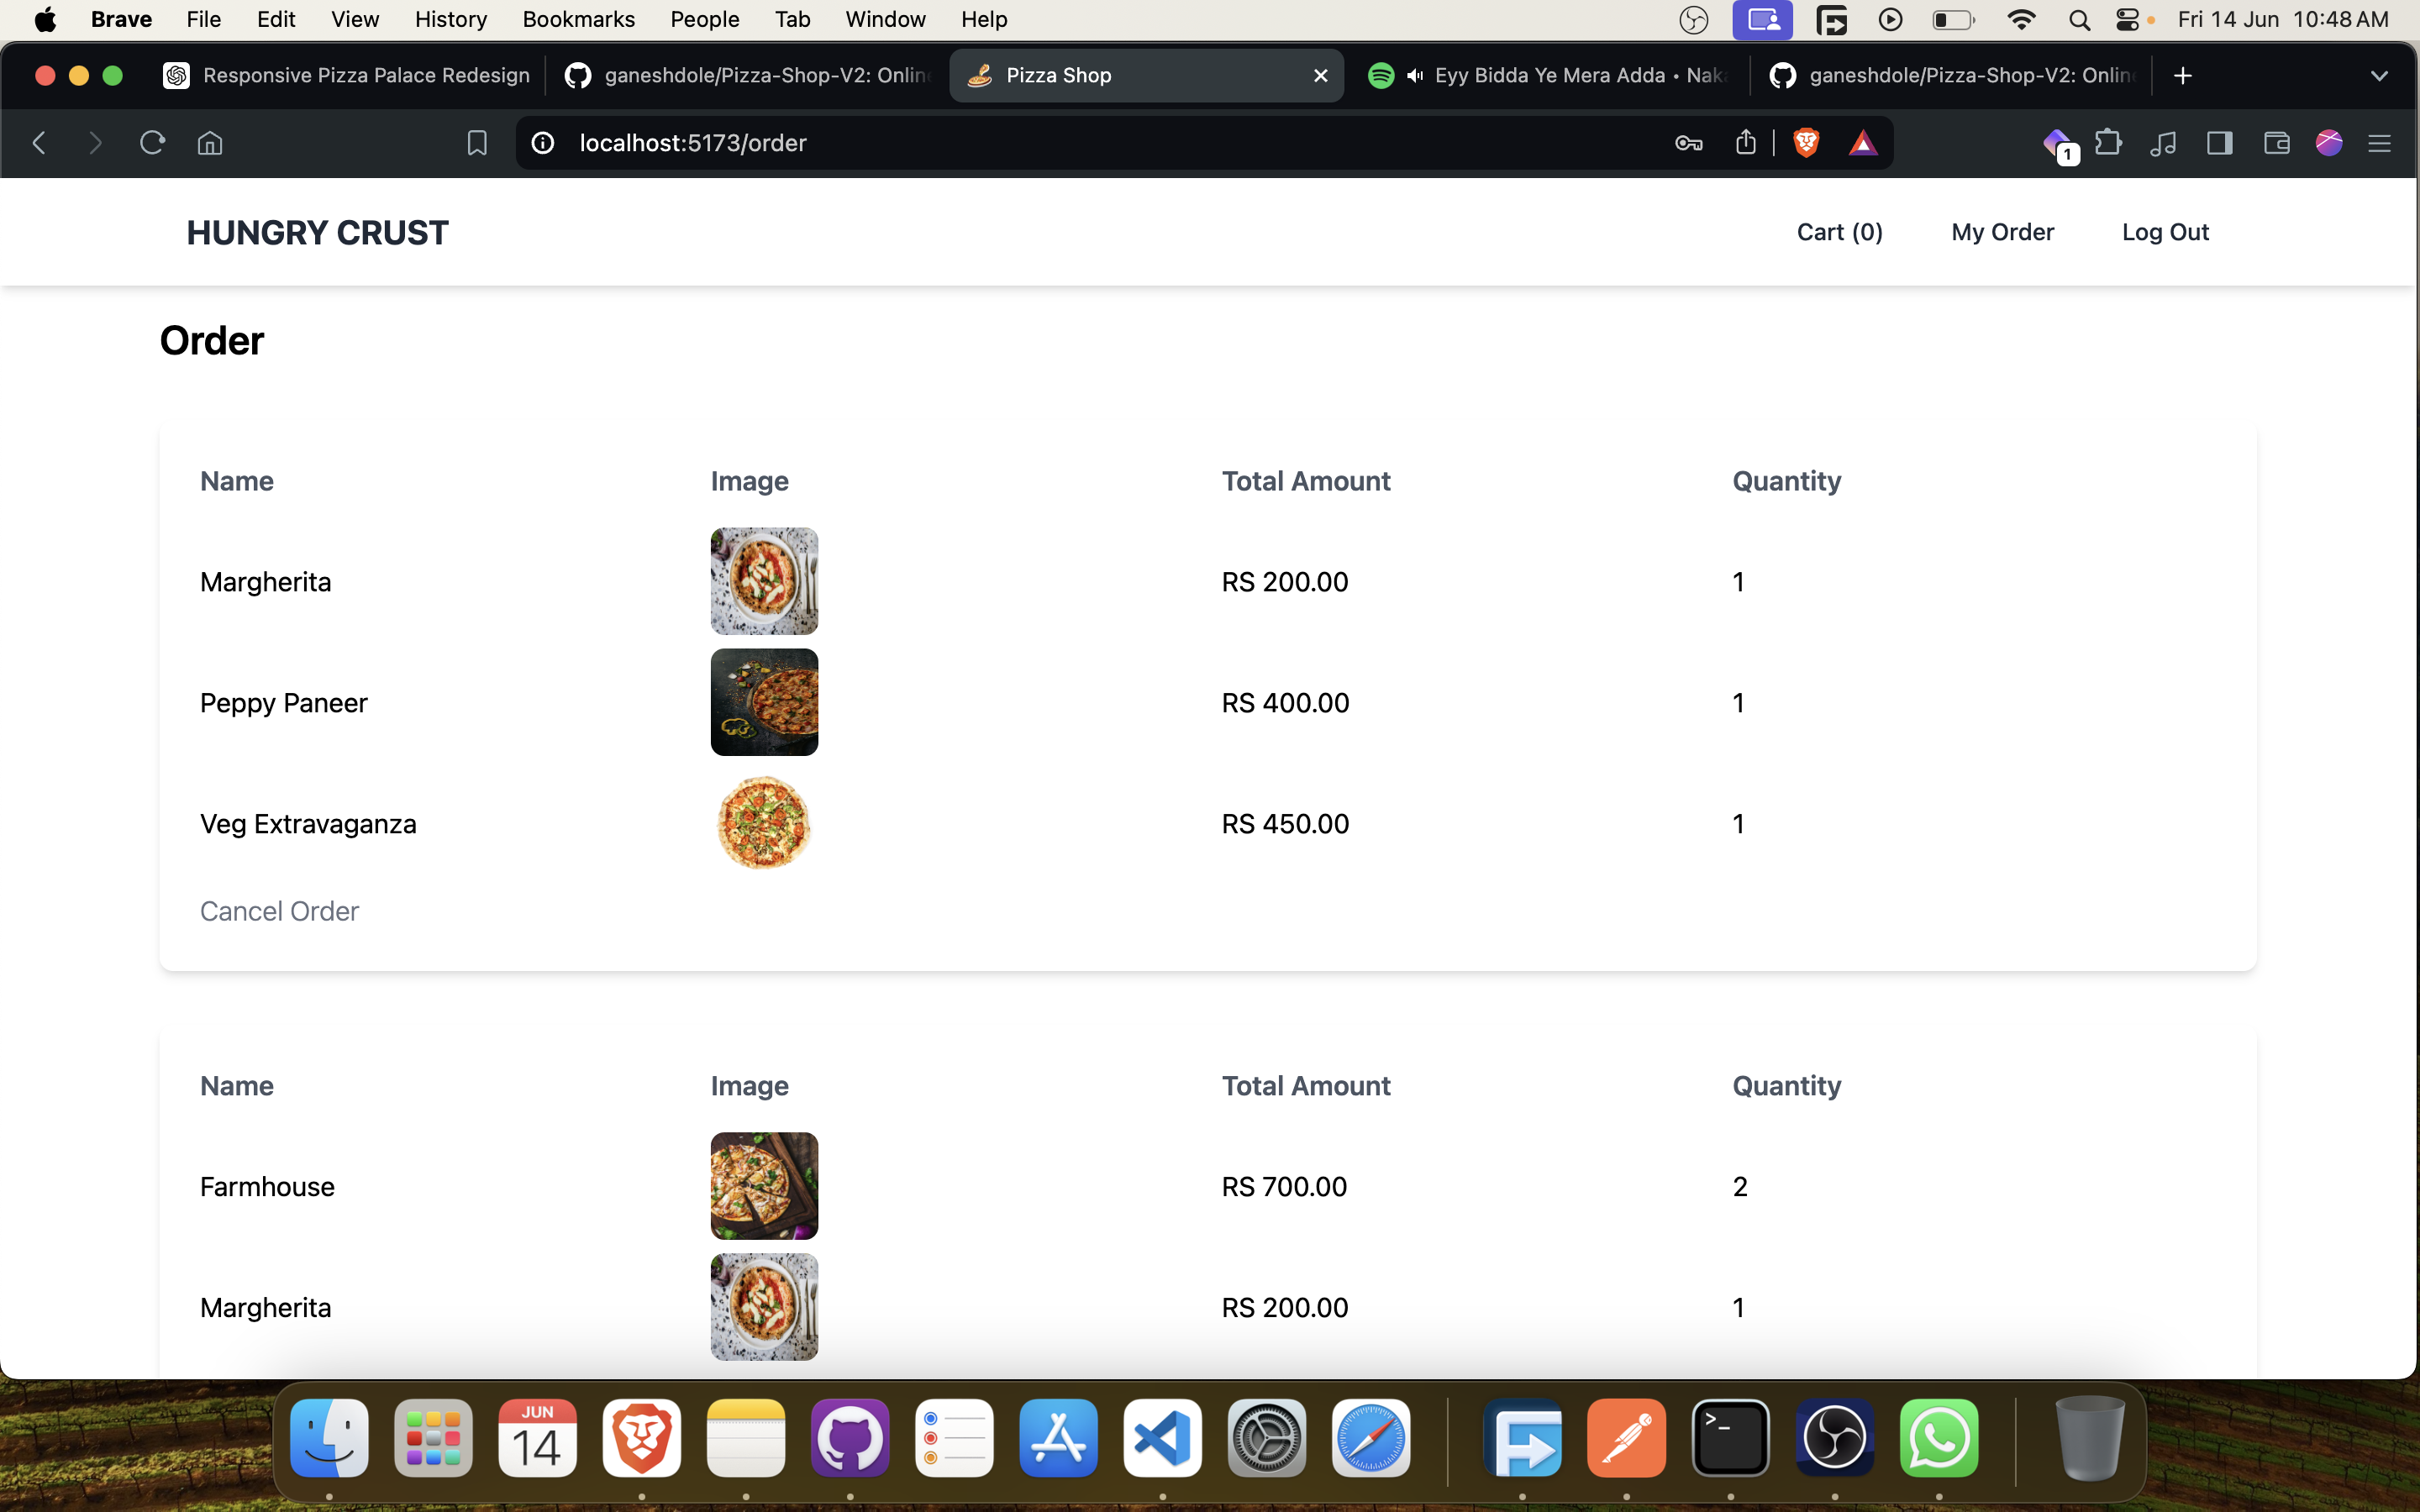 Brave File Edit View History Bookmarks People Tab Window Help Fri 14 Jun 10:48 AM
Responsive Pizza Palace Redesign ganeshdole/Pizza-Shop-V2: Onlin Pizza Shop Eyy Bidda Ye Mera Adda • Nak ganeshdole/Pizza-Shop-V2: Onlin
localhost:5173/order 1
HUNGRY CRUST Cart (0) My Order Log Out
Order
Name Image Total Amount Quantity
Margherita RS 200.00 1
Peppy Paneer RS 400.00 1
Veg Extravaganza RS 450.00 1
Cancel Order
Name Image Total Amount Quantity
Farmhouse RS 700.00 2
Margherita RS 200.00 1
JUN
14